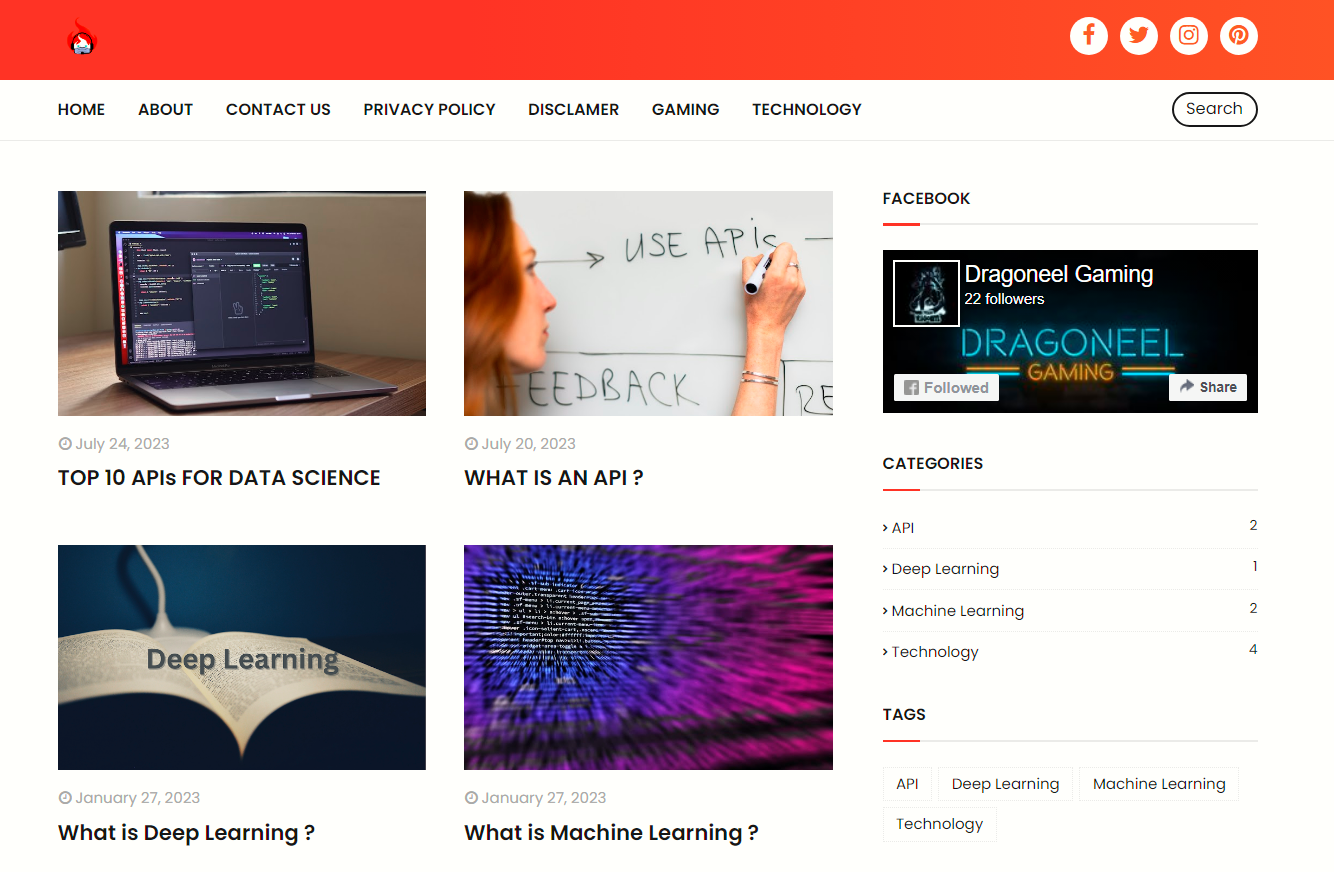 HOME ABOUT CONTACT US PRIVACY POLICY DISCLAMER GAMING TECHNOLOGY Search
USE APIs
FEEDBACK
July 24, 2023
TOP 10 APIs FOR DATA SCIENCE
July 20, 2023
WHAT IS AN API ?
Deep Learning
January 27, 2023
What is Deep Learning ?
January 27, 2023
What is Machine Learning ?
FACEBOOK
Dragoneel Gaming
22 followers
DRAGONEEL
GAMING
Followed
Share
CATEGORIES
API 2
Deep Learning 1
Machine Learning 2
Technology 4
TAGS
API Deep Learning Machine Learning
Technology